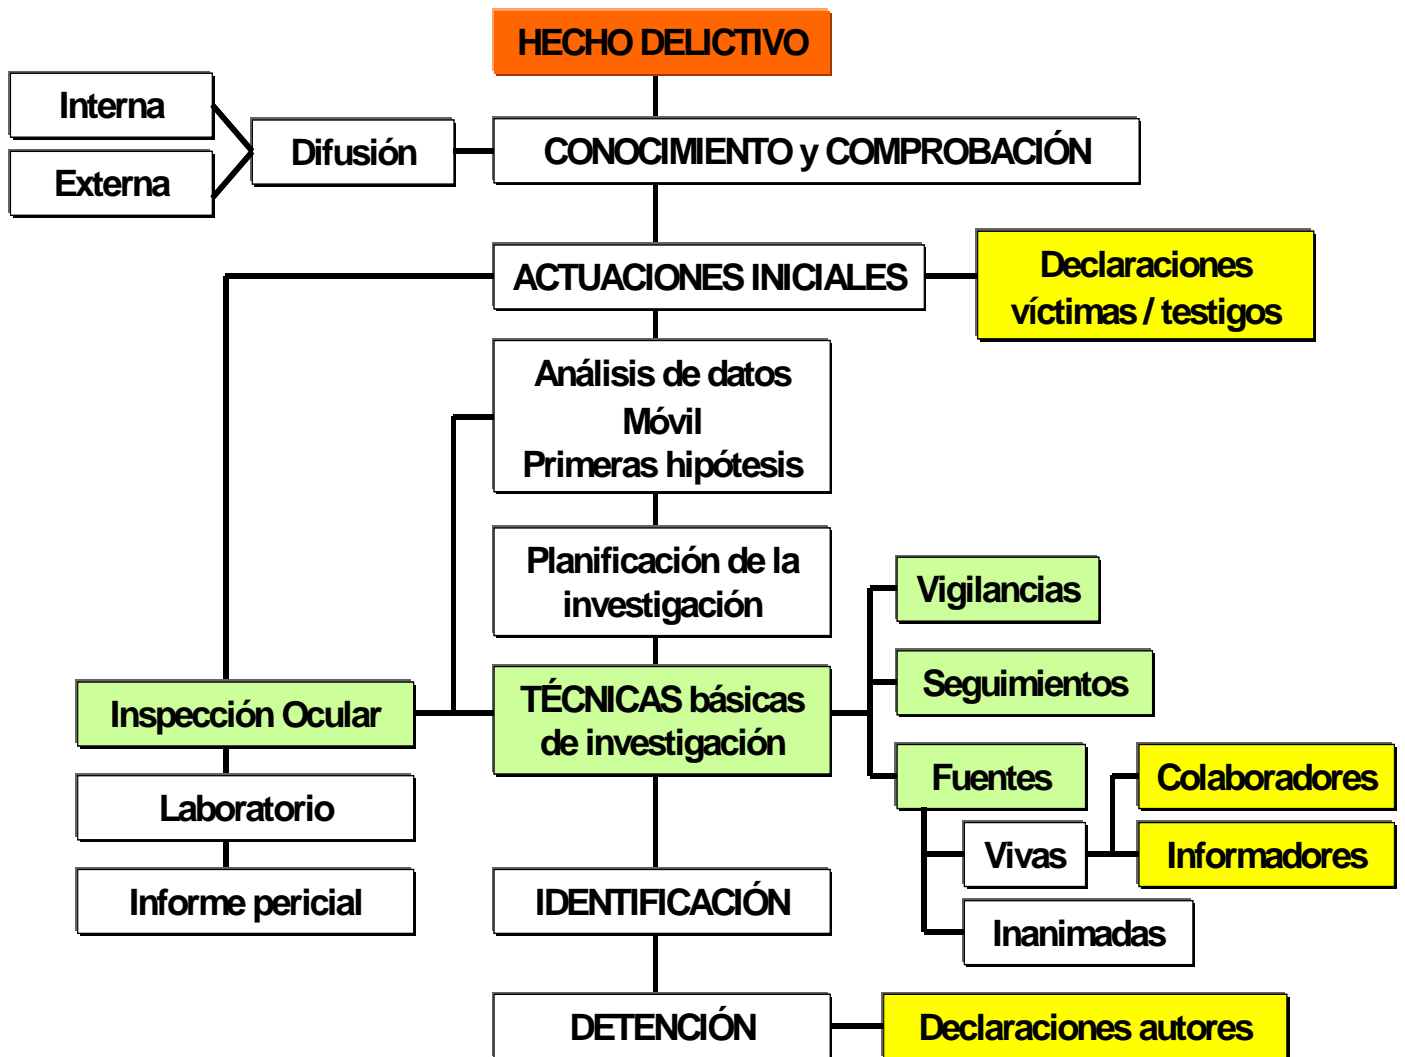 HECHO DELICTIVO
Interna
Externa
Difusión
CONOCIMIENTO y COMPROBACIÓN
ACTUACIONES INICIALES
Declaraciones
víctimas / testigos
Análisis de datos
Móvil
Primeras hipótesis
Planificación de la
investigación
Vigilancias
Seguimientos
Inspección Ocular
TÉCNICAS básicas
de investigación
Fuentes
Colaboradores
Laboratorio
Vivas
Informadores
Informe pericial
IDENTIFICACIÓN
Inanimadas
DETENCIÓN
Declaraciones autores